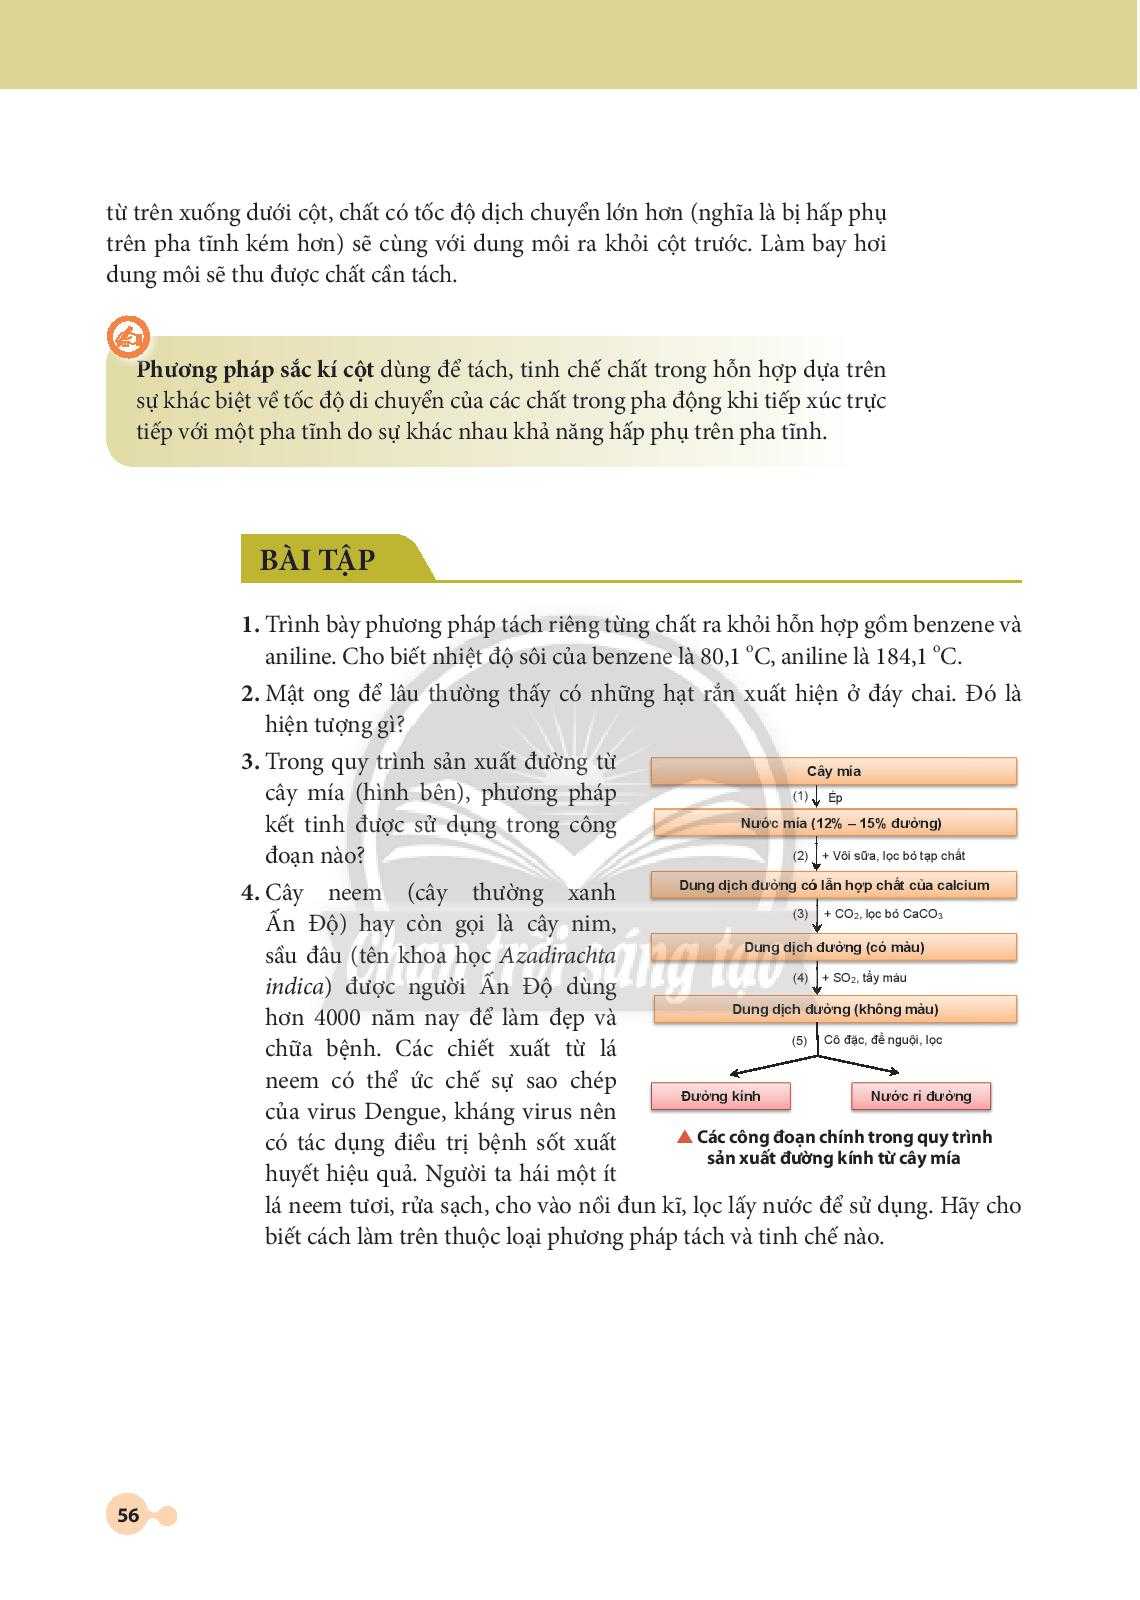 từ trên xuống dưới cột, chất có tốc độ dịch chuyển lớn hơn (nghĩa là bị hấp phụ
trên pha tĩnh kém hơn) sẽ cùng với dung môi ra khỏi cột trước. Làm bay hơi
dung môi sẽ thu được chất cần tách.
Phương pháp sắc kí cột dùng để tách, tinh chế chất trong hỗn hợp dựa trên
sự khác biệt về tốc độ di chuyển của các chất trong pha động khi tiếp xúc trực
tiếp với một pha tĩnh do sự khác nhau khả năng hấp phụ trên pha tĩnh.
BÀI TẬP
1. Trình bày phương pháp tách riêng từng chất ra khỏi hỗn hợp gồm benzene và
aniline. Cho biết nhiệt độ sôi của benzene là 80,1 °C, aniline là 184,1 °C.
2. Mật ong để lâu thường thấy có những hạt rắn xuất hiện ở đáy chai. Đó là
hiện tượng gì?
3. Trong quy trình sản xuất đường từ
cây mía (hình bên), phương pháp
kết tinh được sử dụng trong công
đoạn nào?
4. Cây neem (cây thường xanh
Ấn Độ) hay còn gọi là cây nim,
sầu đâu (tên khoa học Azadirachta
indica) được người Ấn Độ dùng
hơn 4000 năm nay để làm đẹp và
chữa bệnh. Các chiết xuất từ lá
neem có thể ức chế sự sao chép
của virus Dengue, kháng virus nên
có tác dụng điều trị bệnh sốt xuất
huyết hiệu quả. Người ta hái một ít
lá neem tươi, rửa sạch, cho vào nồi đun kĩ, lọc lấy nước để sử dụng. Hãy cho
biết cách làm trên thuộc loại phương pháp tách và tinh chế nào.
Cây mía
(1) Ép
Nước mía (12% – 15% đường)
(2) + Vôi sữa, lọc bỏ tạp chất
Dung dịch đường có lẫn hợp chất của calcium
(3) + CO₂, lọc bỏ CaCO₃
Dung dịch đường (có màu)
(4) + SO₂, tẩy màu
Dung dịch đường (không màu)
(5) Cô đặc, để nguội, lọc
Đường kính
Nước rỉ đường
▲ Các công đoạn chính trong quy trình
sản xuất đường kính từ cây mía
Chân trời sáng tạo
56